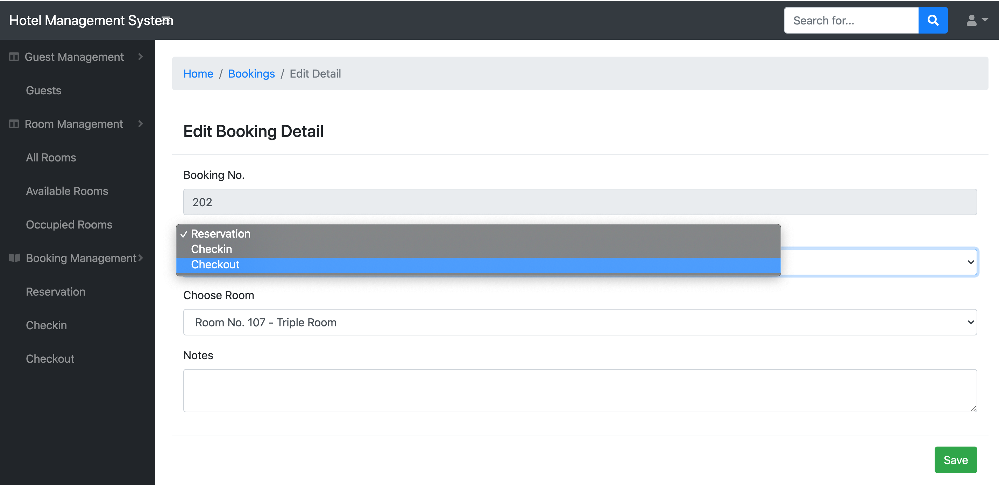 Hotel Management System
Search for...
Guest Management
Guests
Room Management
All Rooms
Available Rooms
Occupied Rooms
Booking Management
Reservation
Checkin
Checkout
Home / Bookings / Edit Detail
Edit Booking Detail
Booking No.
202
✓ Reservation
Checkin
Checkout
Choose Room
Room No. 107 - Triple Room
Notes
Save